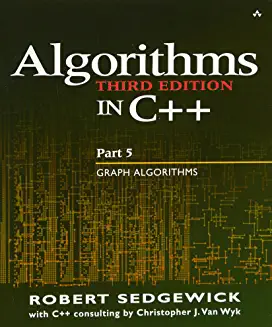 Algorithms
THIRD EDITION
IN C++
Part 5
GRAPH ALGORITHMS
ROBERT SEDGEWICK
with C++ consulting by Christopher J. Van Wyk